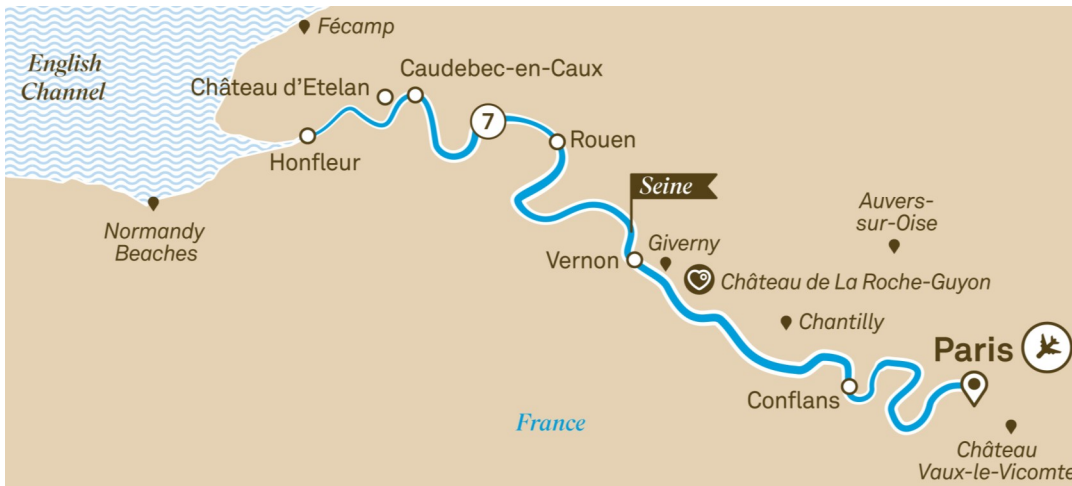 Fécamp
English
Channel
Château d'Etelan
Caudebec-en-Caux
7
Rouen
Honfleur
Seine
Normandy
Beaches
Auvers-
sur-Oise
Giverny
Vernon
Château de La Roche-Guyon
Chantilly
Paris
Conflans
France
Château
Vaux-le-Vicomte